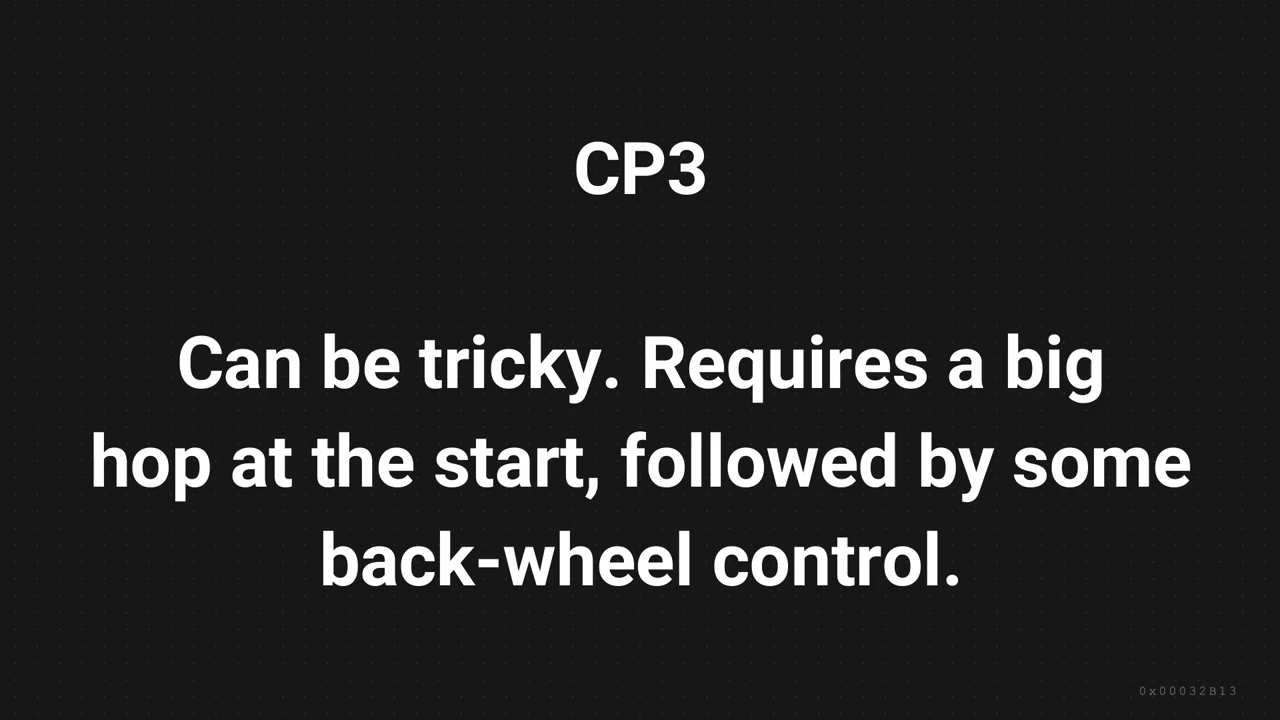 CP3
Can be tricky. Requires a big
hop at the start, followed by some
back-wheel control.
0x00032B13